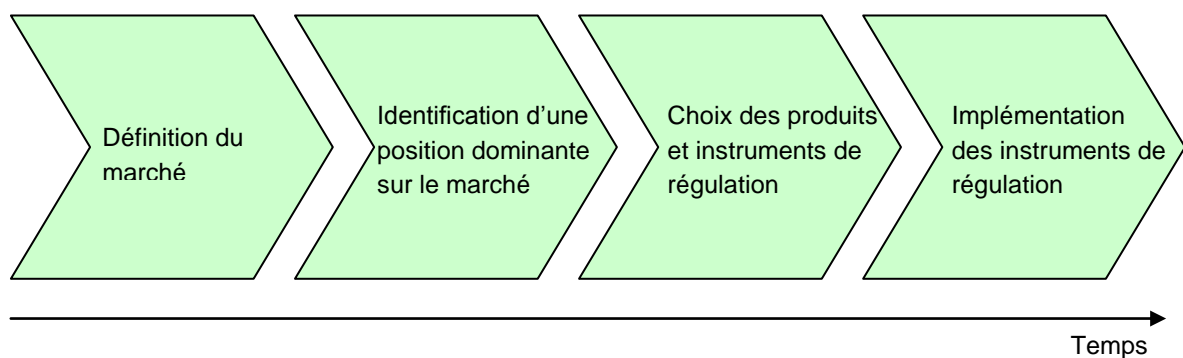 Définition du
marché
Identification d'une
position dominante
sur le marché
Choix des produits
et instruments de
régulation
Implémentation
des instruments de
régulation
Temps